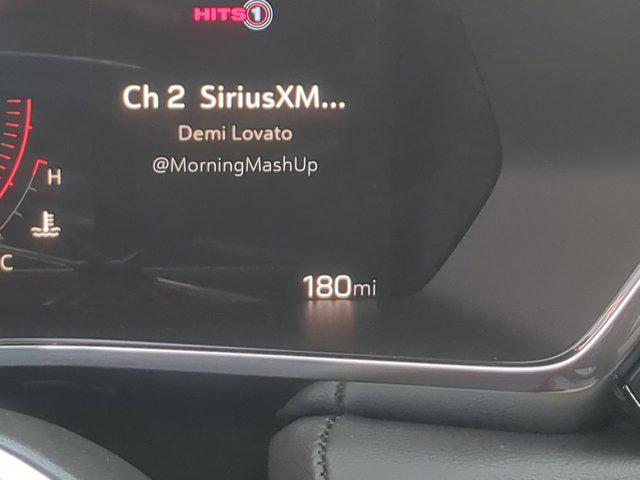 HITS1
Ch 2 SiriusXM...
Demi Lovato
@MorningMashUp
H
C
180mi